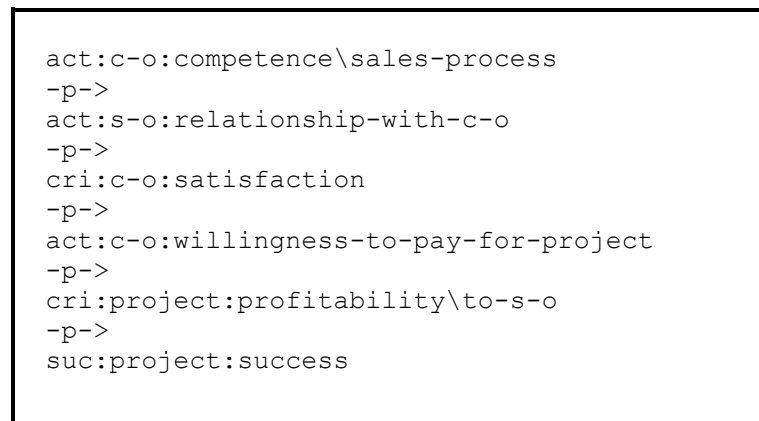 act:c-o:competence\sales-process
-p->
act:s-o:relationship-with-c-o
-p->
cri:c-o:satisfaction
-p->
act:c-o:willingness-to-pay-for-project
-p->
cri:project:profitability\to-s-o
-p->
suc:project:success